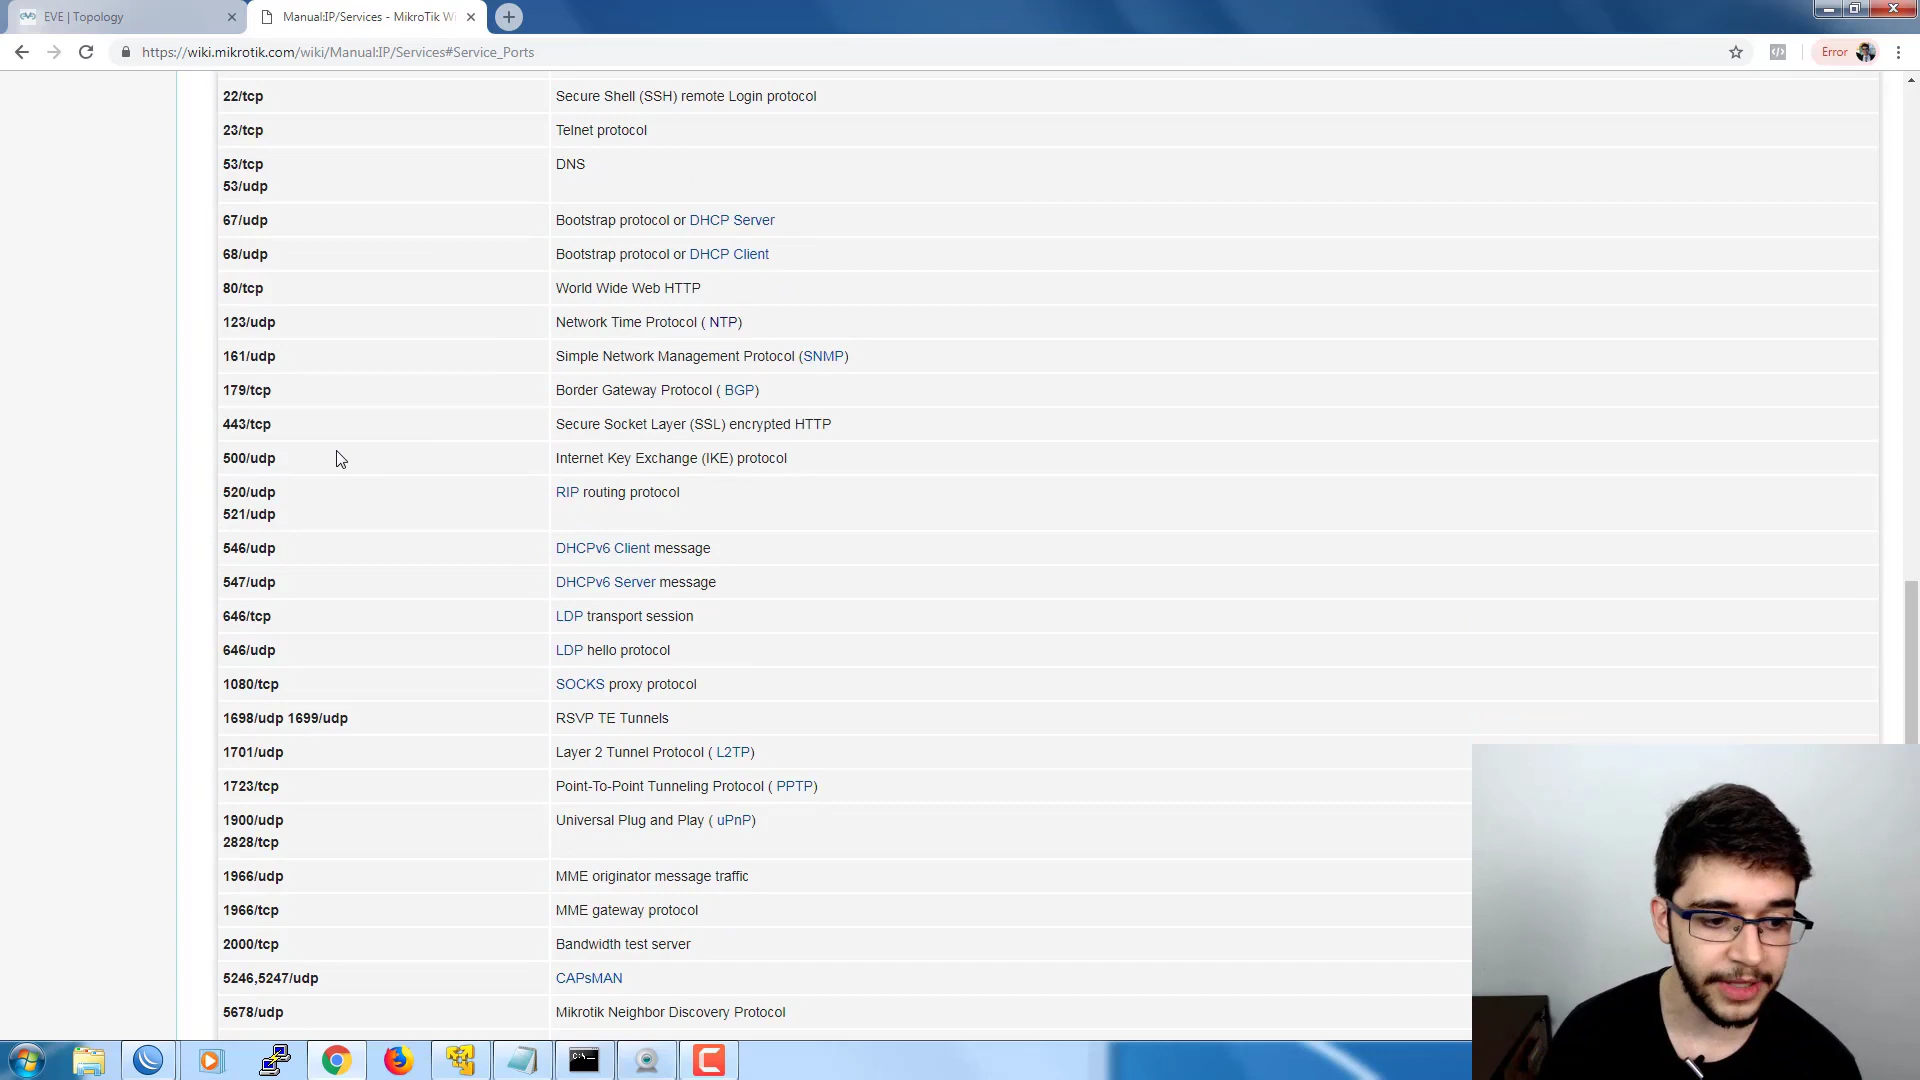 EVE | Topology
Manual:IP/Services - MikroTik Wi
https://wiki.mikrotik.com/wiki/Manual:IP/Services#Service_Ports
Error
22/tcp Secure Shell (SSH) remote Login protocol
23/tcp Telnet protocol
53/tcp DNS
53/udp
67/udp Bootstrap protocol or DHCP Server
68/udp Bootstrap protocol or DHCP Client
80/tcp World Wide Web HTTP
123/udp Network Time Protocol ( NTP)
161/udp Simple Network Management Protocol (SNMP)
179/tcp Border Gateway Protocol ( BGP)
443/tcp Secure Socket Layer (SSL) encrypted HTTP
500/udp Internet Key Exchange (IKE) protocol
520/udp RIP routing protocol
521/udp
546/udp DHCPv6 Client message
547/udp DHCPv6 Server message
646/tcp LDP transport session
646/udp LDP hello protocol
1080/tcp SOCKS proxy protocol
1698/udp 1699/udp RSVP TE Tunnels
1701/udp Layer 2 Tunnel Protocol ( L2TP)
1723/tcp Point-To-Point Tunneling Protocol ( PPTP)
1900/udp Universal Plug and Play ( uPnP)
2828/tcp
1966/udp MME originator message traffic
1966/tcp MME gateway protocol
2000/tcp Bandwidth test server
5246,5247/udp CAPsMAN
5678/udp Mikrotik Neighbor Discovery Protocol